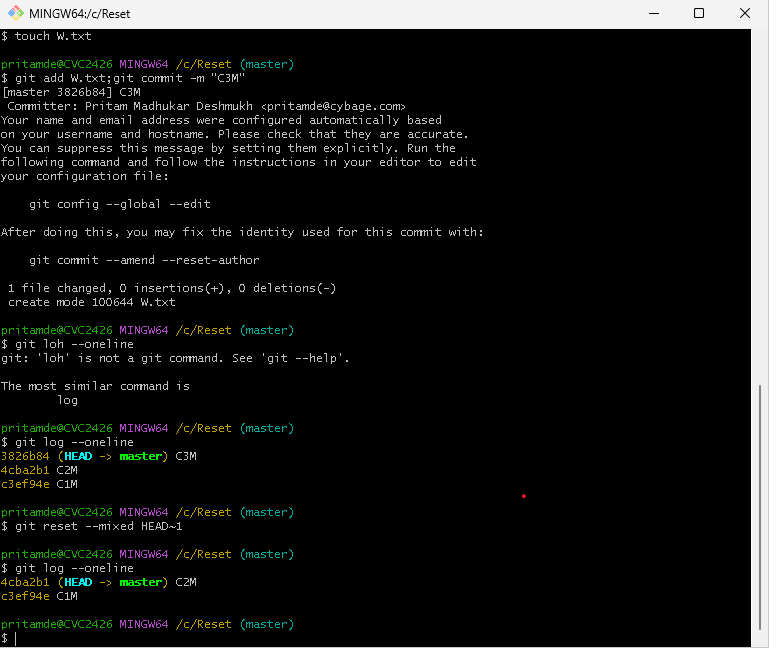 MINGW64:/c/Reset
$ touch W.txt
pritamde@CVC2426 MINGW64 /c/Reset (master)
$ git add W.txt;git commit -m "C3M"
[master 3826b84] C3M
Committer: Pritam Madhukar Deshmukh <pritamde@cybage.com>
Your name and email address were configured automatically based
on your username and hostname. Please check that they are accurate.
You can suppress this message by setting them explicitly. Run the
following command and follow the instructions in your editor to edit
your configuration file:
git config --global --edit
After doing this, you may fix the identity used for this commit with:
git commit --amend --reset-author
1 file changed, 0 insertions(+), 0 deletions(-)
create mode 100644 W.txt
pritamde@CVC2426 MINGW64 /c/Reset (master)
$ git loh --oneline
git: 'loh' is not a git command. See 'git --help'.
The most similar command is
log
pritamde@CVC2426 MINGW64 /c/Reset (master)
$ git log --oneline
3826b84 (HEAD -> master) C3M
4cba2b1 C2M
c3ef94e C1M
pritamde@CVC2426 MINGW64 /c/Reset (master)
$ git reset --mixed HEAD~1
pritamde@CVC2426 MINGW64 /c/Reset (master)
$ git log --oneline
4cba2b1 (HEAD -> master) C2M
c3ef94e C1M
pritamde@CVC2426 MINGW64 /c/Reset (master)
$